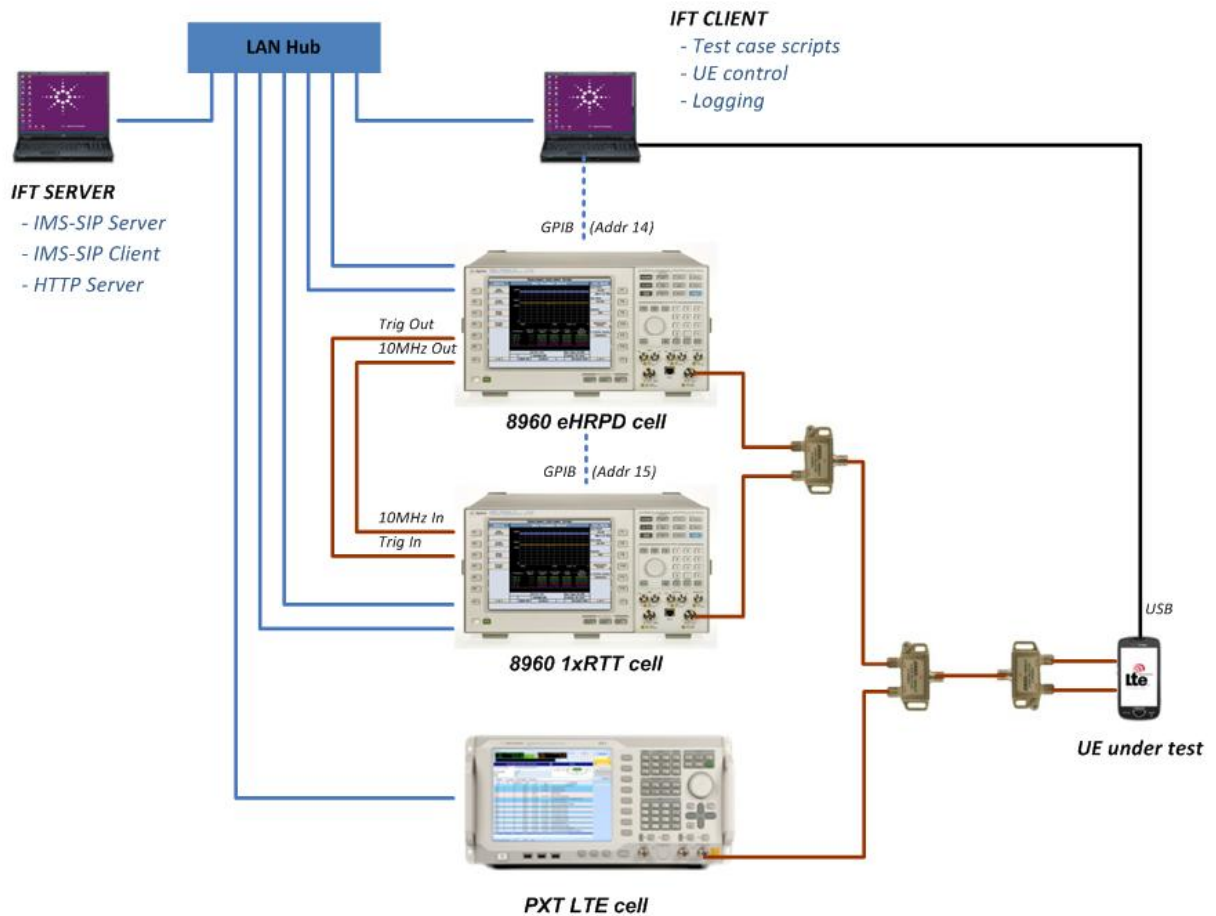 IFT CLIENT
- Test case scripts
- UE control
- Logging
LAN Hub
IFT SERVER
- IMS-SIP Server
- IMS-SIP Client
- HTTP Server
GPIB (Addr 14)
Trig Out
10MHz Out
8960 eHRPD cell
GPIB (Addr 15)
10MHz In
Trig In
8960 1xRTT cell
USB
Lte
UE under test
PXT LTE cell